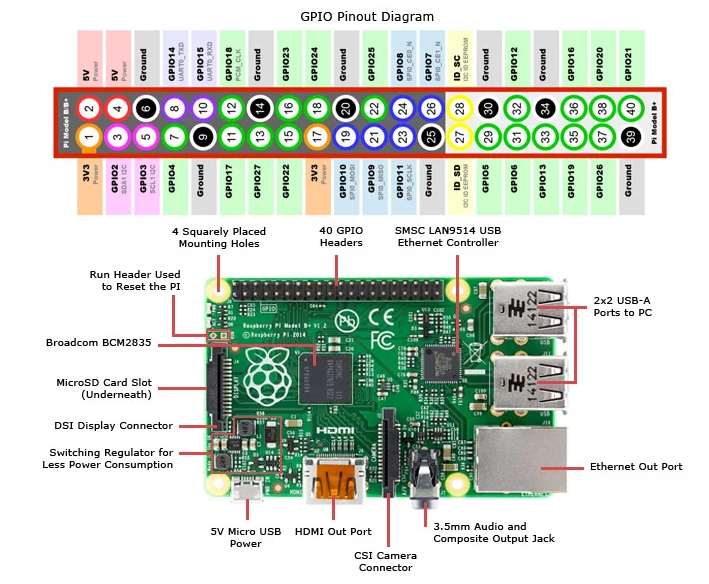 GPIO Pinout Diagram
5V Power
5V Power
Ground
GPIO14 UART0_TXD
GPIO15 UART0_RXD
GPIO18 PCM_CLK
Ground
GPIO23
GPIO24
Ground
GPIO25
GPIO8 SPI0_CE0_N
GPIO7 SPI0_CE1_N
ID_SC I2C ID EEPROM
Ground
GPIO12
Ground
GPIO16
GPIO20
GPIO21
Pi Model B/B+
2 4 6 8 10 12 14 16 18 20 22 24 26 28 30 32 34 36 38 40
1 3 5 7 9 11 13 15 17 19 21 23 25 27 29 31 33 35 37 39
Pi Model B+
3V3 Power
GPIO2 SDA1 I2C
GPIO3 SCL1 I2C
GPIO4
Ground
GPIO17
GPIO27
GPIO22
3V3 Power
GPIO10 SPI0_MOSI
GPIO9 SPI0_MISO
GPIO11 SPI0_SCLK
Ground
ID_SD I2C ID EEPROM
GPIO5
GPIO6
GPIO13
GPIO19
GPIO26
Ground
4 Squarely Placed
Mounting Holes
40 GPIO
Headers
SMSC LAN9514 USB
Ethernet Controller
Run Header Used
to Reset the PI
Broadcom BCM2835
MicroSD Card Slot
(Underneath)
DSI Display Connector
Switching Regulator for
Less Power Consumption
2x2 USB-A
Ports to PC
Ethernet Out Port
GPIO
Raspberry Pi Model B+ V1.2
© Raspberry Pi 2014
Pb
CE
FC
DISPLAY
HDMI
CAMERA
14122
USB
14122
USB
5V Micro USB
Power
HDMI Out Port
CSI Camera
Connector
3.5mm Audio and
Composite Output Jack